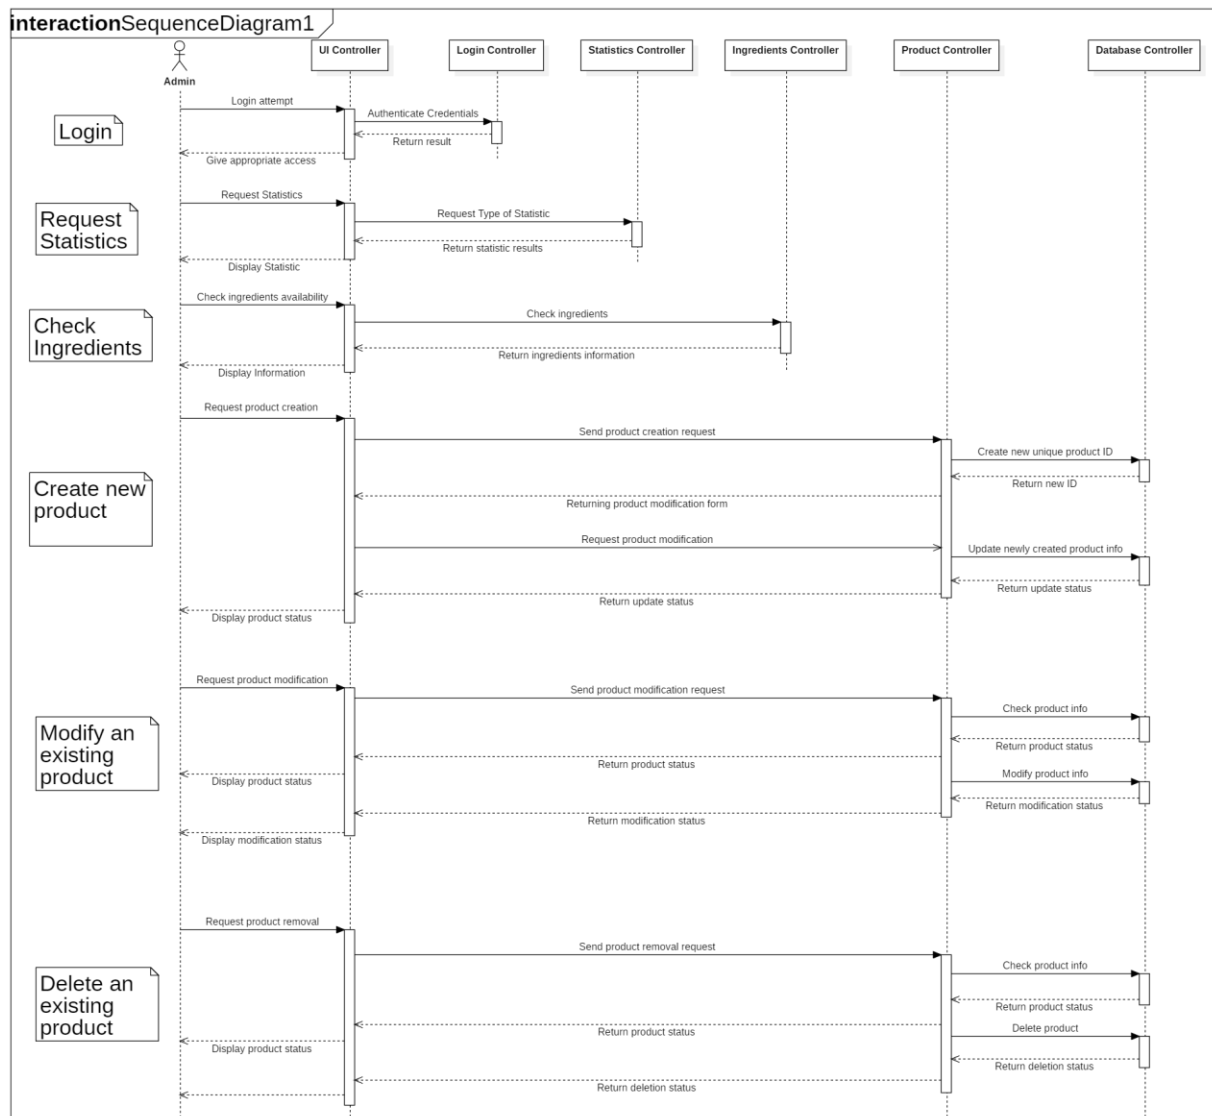 interactionSequenceDiagram1
UI Controller
Login Controller
Statistics Controller
Ingredients Controller
Product Controller
Database Controller
Admin
Login attempt
Authenticate Credentials
Login
Return result
Give appropriate access
Request Statistics
Request
Statistics
Request Type of Statistic
Return statistic results
Display Statistic
Check ingredients availability
Check
Ingredients
Check ingredients
Return ingredients information
Display Information
Request product creation
Send product creation request
Create new unique product ID
Return new ID
Create new
product
Returning product modification form
Request product modification
Update newly created product info
Return update status
Return update status
Display product status
Request product modification
Send product modification request
Check product info
Modify an
existing
product
Return product status
Return product status
Display product status
Modify product info
Return modification status
Return modification status
Display modification status
Request product removal
Send product removal request
Check product info
Delete an
existing
product
Return product status
Return product status
Delete product
Display product status
Return deletion status
Return deletion status